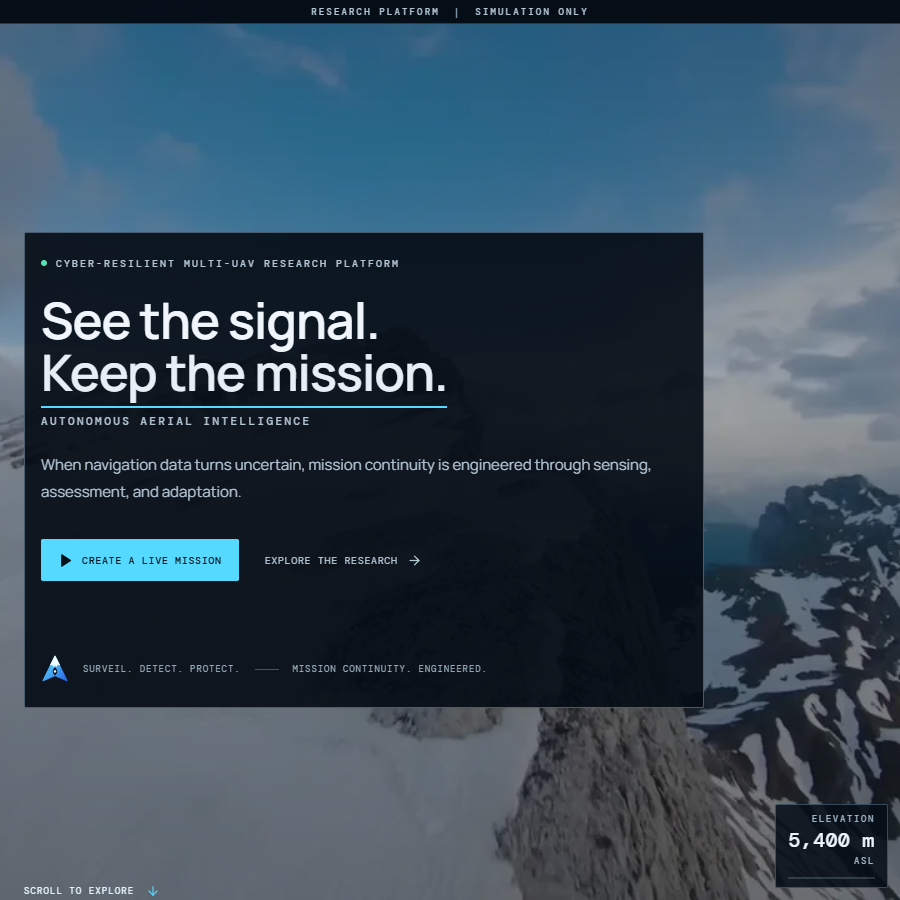 RESEARCH PLATFORM | SIMULATION ONLY
CYBER-RESILIENT MULTI-UAV RESEARCH PLATFORM
See the signal.
Keep the mission.
AUTONOMOUS AERIAL INTELLIGENCE
When navigation data turns uncertain, mission continuity is engineered through sensing,
assessment, and adaptation.
CREATE A LIVE MISSION
EXPLORE THE RESEARCH
SURVEIL. DETECT. PROTECT. MISSION CONTINUITY. ENGINEERED.
ELEVATION
5,400 m
ASL
SCROLL TO EXPLORE